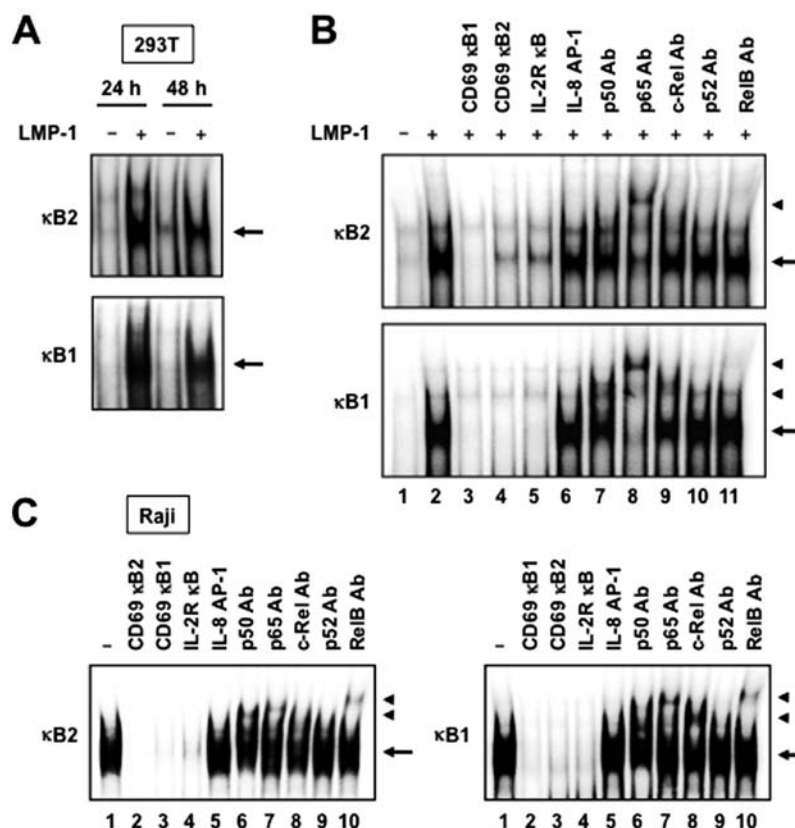 A
293T
24 h 48 h
LMP-1 – + – +
κB2
κB1
B
CD69 κB1
CD69 κB2
IL-2R κB
IL-8 AP-1
p50 Ab
p65 Ab
c-Rel Ab
p52 Ab
RelB Ab
LMP-1 – + + + + + + + + + +
κB2
κB1
1 2 3 4 5 6 7 8 9 10 11
C
Raji
–
CD69 κB2
CD69 κB1
IL-2R κB
IL-8 AP-1
p50 Ab
p65 Ab
c-Rel Ab
p52 Ab
RelB Ab
κB2
1 2 3 4 5 6 7 8 9 10
–
CD69 κB1
CD69 κB2
IL-2R κB
IL-8 AP-1
p50 Ab
p65 Ab
c-Rel Ab
p52 Ab
RelB Ab
κB1
1 2 3 4 5 6 7 8 9 10